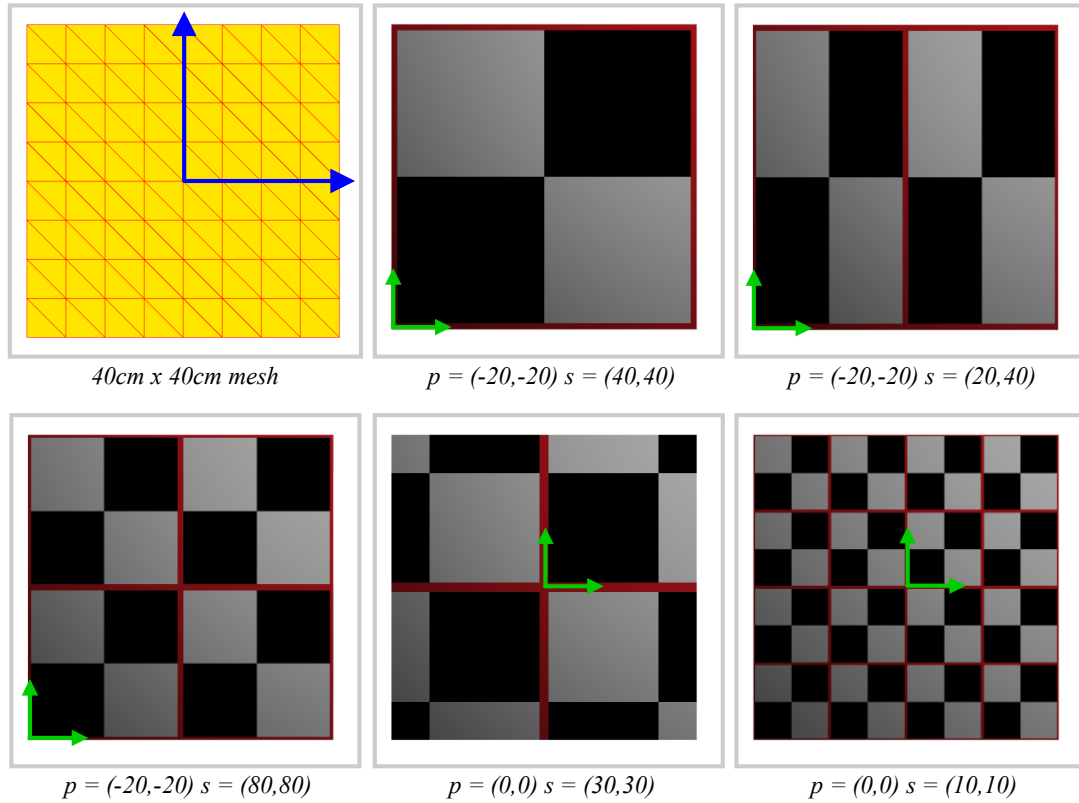 40cm x 40cm mesh
p = (-20,-20) s = (40,40)
p = (-20,-20) s = (20,40)
p = (-20,-20) s = (80,80)
p = (0,0) s = (30,30)
p = (0,0) s = (10,10)